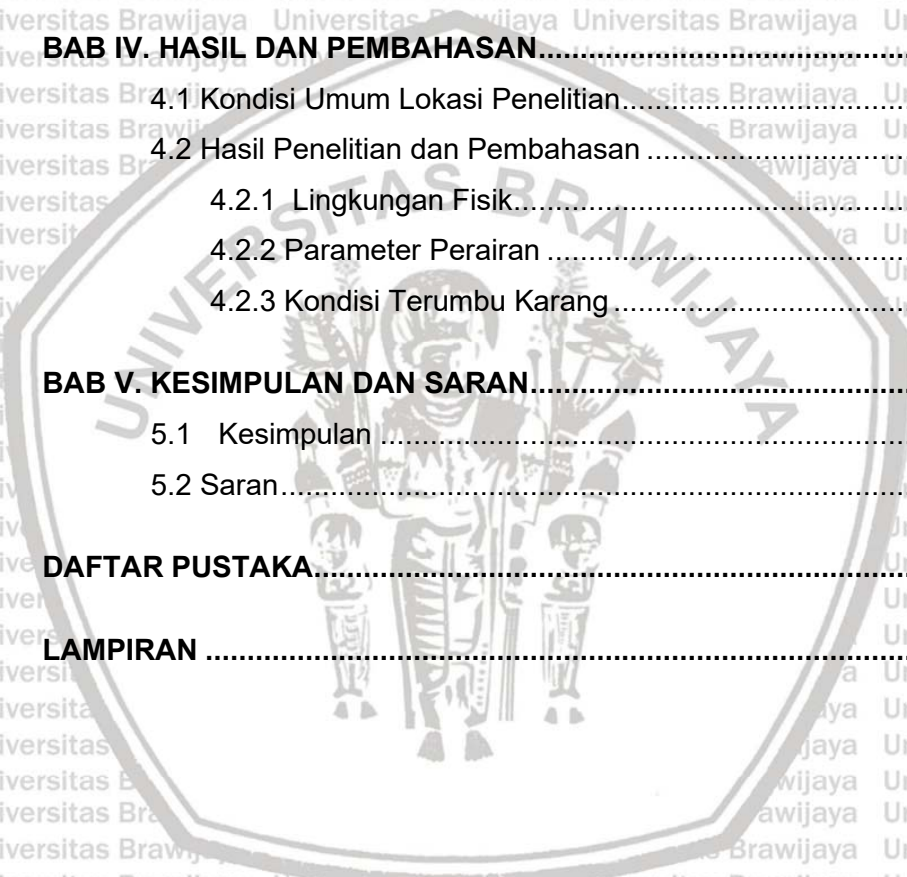 BAB IV. HASIL DAN PEMBAHASAN
4.1 Kondisi Umum Lokasi Penelitian
4.2 Hasil Penelitian dan Pembahasan
4.2.1 Lingkungan Fisik
4.2.2 Parameter Perairan
4.2.3 Kondisi Terumbu Karang
BAB V. KESIMPULAN DAN SARAN
5.1 Kesimpulan
5.2 Saran
DAFTAR PUSTAKA
LAMPIRAN
UNIVERSITAS BRAWIJAYA